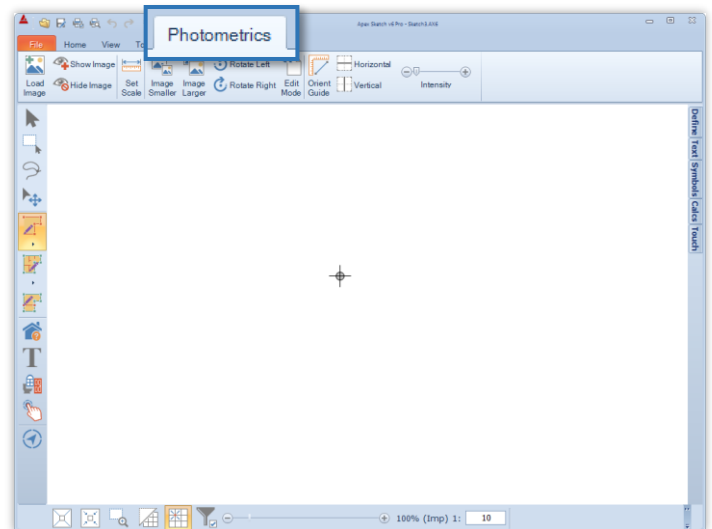 Apex Sketch v6 Pro - Sketch3.AX6
File Home View To
Photometrics
Show Image
Rotate Left
Horizontal
Load Image
Hide Image
Set Scale
Image Smaller
Image Larger
Rotate Right
Edit Mode
Orient Guide
Vertical
Intensity
Define
Text
Symbols
Calcs
Touch
T
100% (Imp) 1: 10